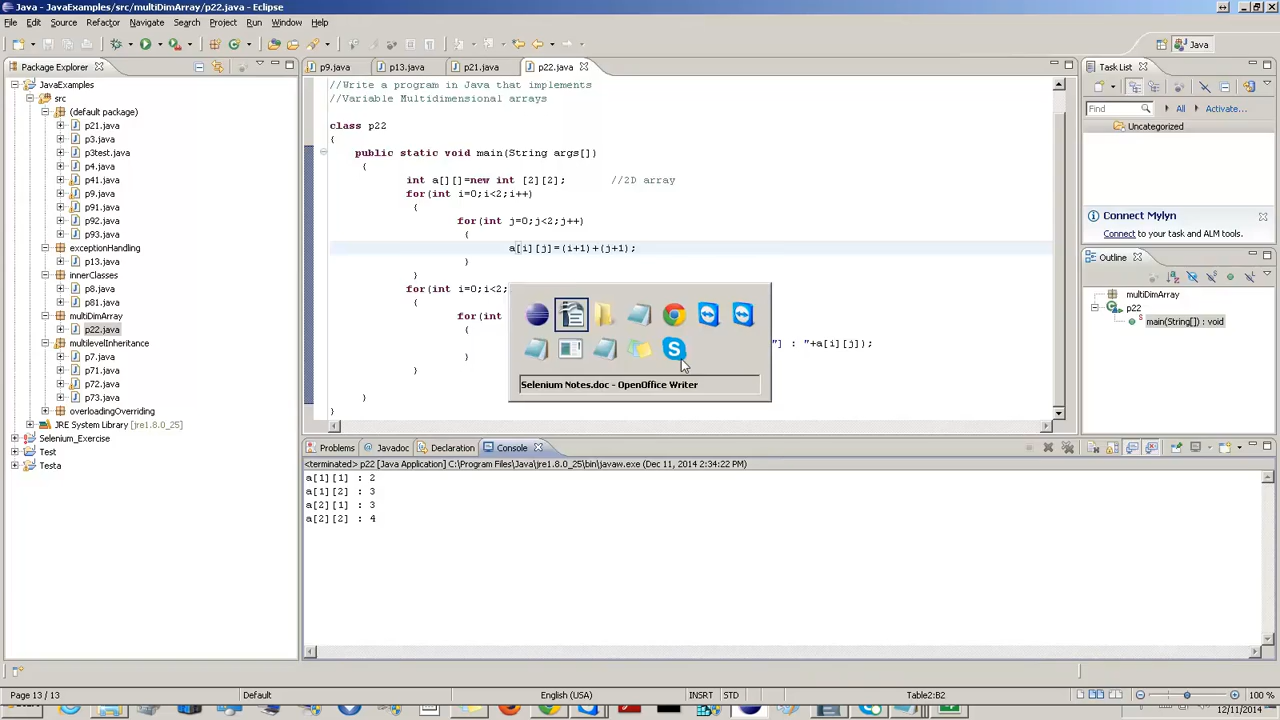 Java - JavaExamples/src/multiDimArray/p22.java - Eclipse
File Edit Source Refactor Navigate Search Project Run Window Help
Java
Package Explorer
p9.java
p13.java
p21.java
p22.java
Task List
JavaExamples
src
(default package)
p21.java
p3.java
p3test.java
p4.java
p41.java
p9.java
p91.java
p92.java
p93.java
exceptionHandling
p13.java
innerClasses
p8.java
p81.java
multiDimArray
p22.java
multilevelInheritance
p7.java
p71.java
p72.java
p73.java
overloadingOverriding
JRE System Library [jre1.8.0_25]
Selenium_Exercise
Test
Testa
//Write a program in Java that implements
//Variable Multidimensional arrays
class p22
{
public static void main(String args[])
{
int a[][]=new int [2][2]; //2D array
for(int i=0;i<2;i++)
{
for(int j=0;j<2;j++)
{
a[i][j]=(i+1)+(j+1);
}
}
for(int i=0;i<2;
{
for(int
{
"] : "+a[i][j]);
}
}
}
}
Selenium Notes.doc - OpenOffice Writer
Find
All
Activate...
Uncategorized
Connect Mylyn
Connect to your task and ALM tools.
Outline
multiDimArray
p22
main(String[]) : void
Problems
Javadoc
Declaration
Console
<terminated> p22 [Java Application] C:\Program Files\Java\jre1.8.0_25\bin\javaw.exe (Dec 11, 2014 2:34:22 PM)
a[1][1] : 2
a[1][2] : 3
a[2][1] : 3
a[2][2] : 4
Page 13 / 13
Default
English (USA)
INSRT
STD
Table2:B2
100 %
12/11/2014